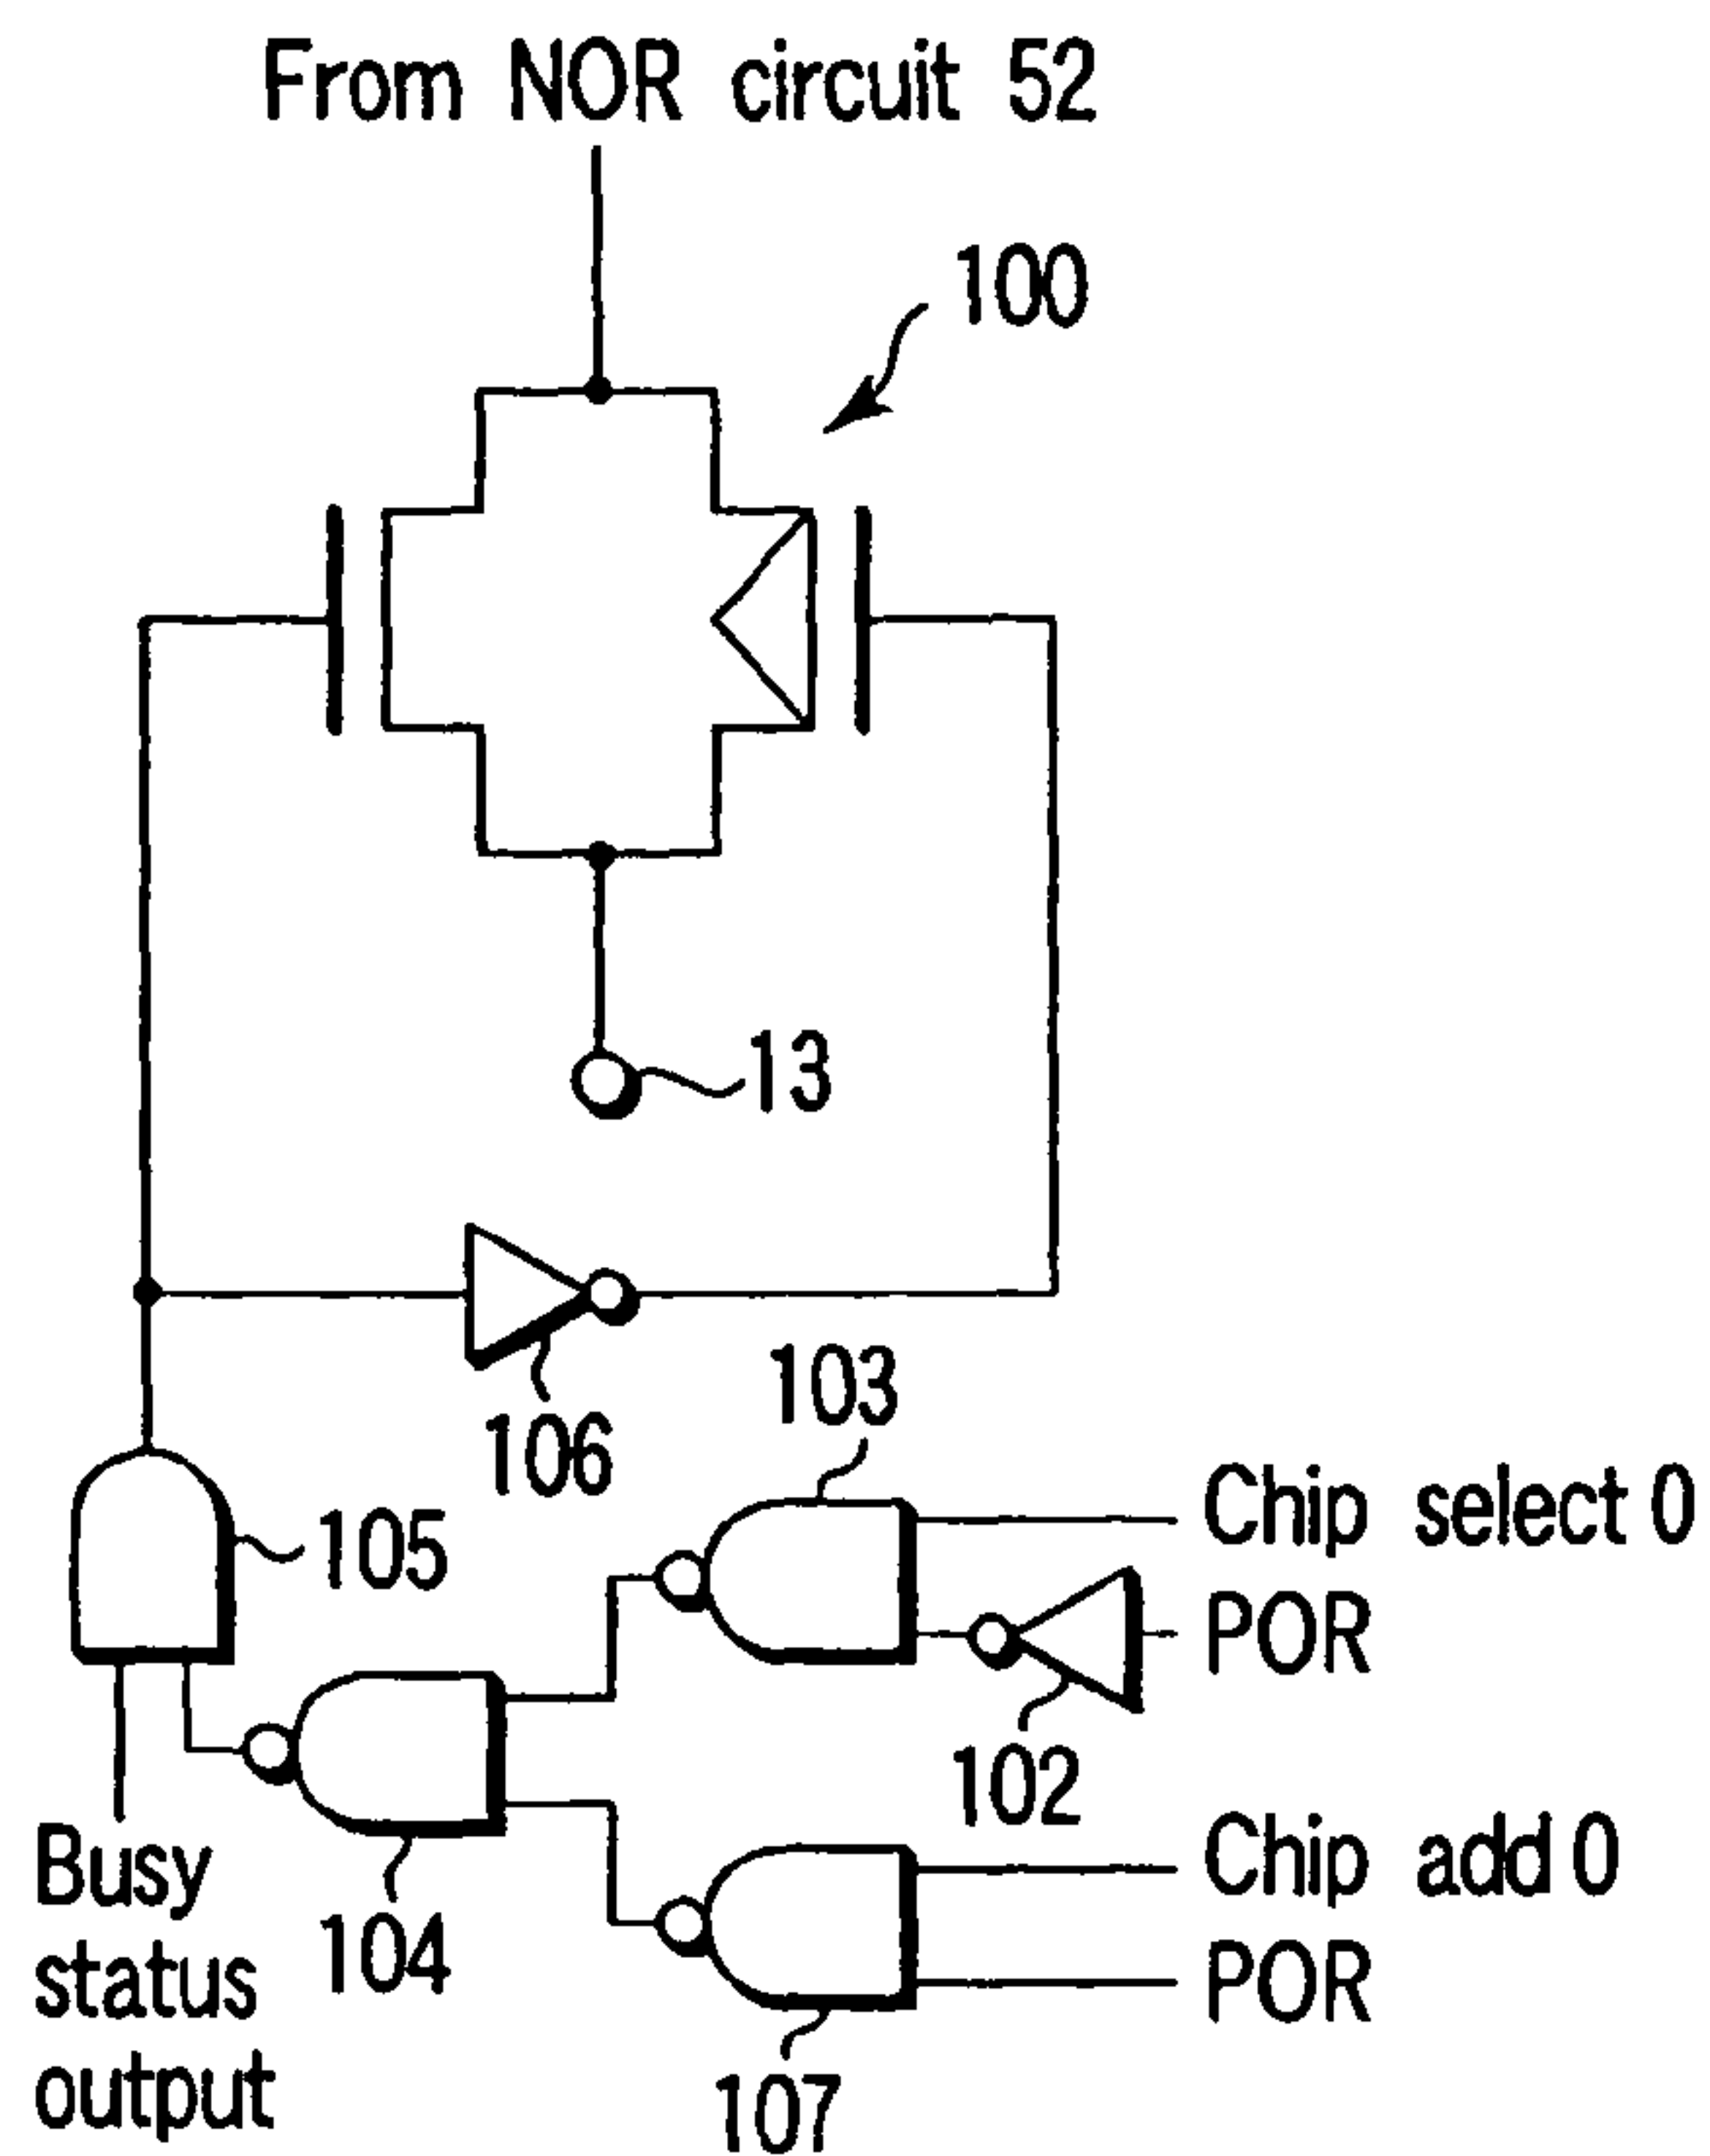 From NOR circuit 52
100
13
106
103
105
Chip select 0
POR
102
104
Chip add 0
POR
107
Busy
status
output